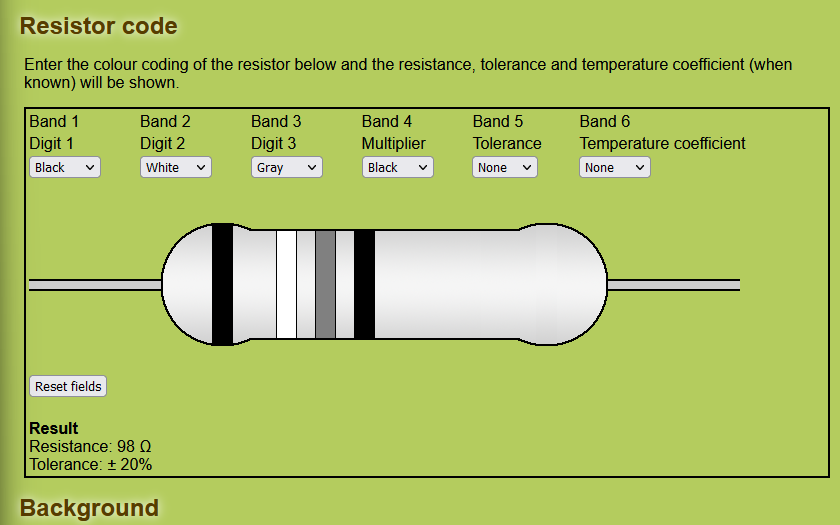 Resistor code
Enter the colour coding of the resistor below and the resistance, tolerance and temperature coefficient (when
known) will be shown.
Band 1 Band 2 Band 3 Band 4 Band 5 Band 6
Digit 1 Digit 2 Digit 3 Multiplier Tolerance Temperature coefficient
Black White Gray Black None None
Reset fields
Result
Resistance: 98 Ω
Tolerance: ± 20%
Background